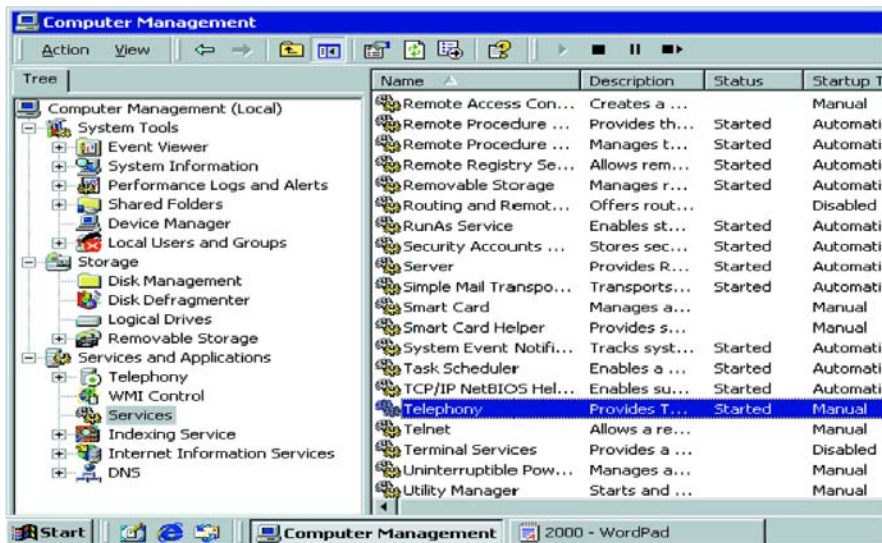 Computer Management
Action View
Tree
Name Description Status Startup T
Computer Management (Local)
System Tools
Event Viewer
System Information
Performance Logs and Alerts
Shared Folders
Device Manager
Local Users and Groups
Storage
Disk Management
Disk Defragmenter
Logical Drives
Removable Storage
Services and Applications
Telephony
WMI Control
Services
Indexing Service
Internet Information Services
DNS
Remote Access Con... Creates a ... Manual
Remote Procedure ... Provides th... Started Automati
Remote Procedure ... Manages t... Started Automati
Remote Registry Se... Allows rem... Started Automati
Removable Storage Manages r... Started Automati
Routing and Remot... Offers rout... Disabled
RunAs Service Enables st... Started Automati
Security Accounts ... Stores sec... Started Automati
Server Provides R... Started Automati
Simple Mail Transpo... Transports... Started Automati
Smart Card Manages a... Manual
Smart Card Helper Provides s... Manual
System Event Notifi... Tracks syst... Started Automati
Task Scheduler Enables a ... Started Automati
TCP/IP NetBIOS Hel... Enables su... Started Automati
Telephony Provides T... Started Manual
Telnet Allows a re... Manual
Terminal Services Provides a ... Disabled
Uninterruptible Pow... Manages a... Manual
Utility Manager Starts and ... Manual
Start Computer Management 2000 - WordPad